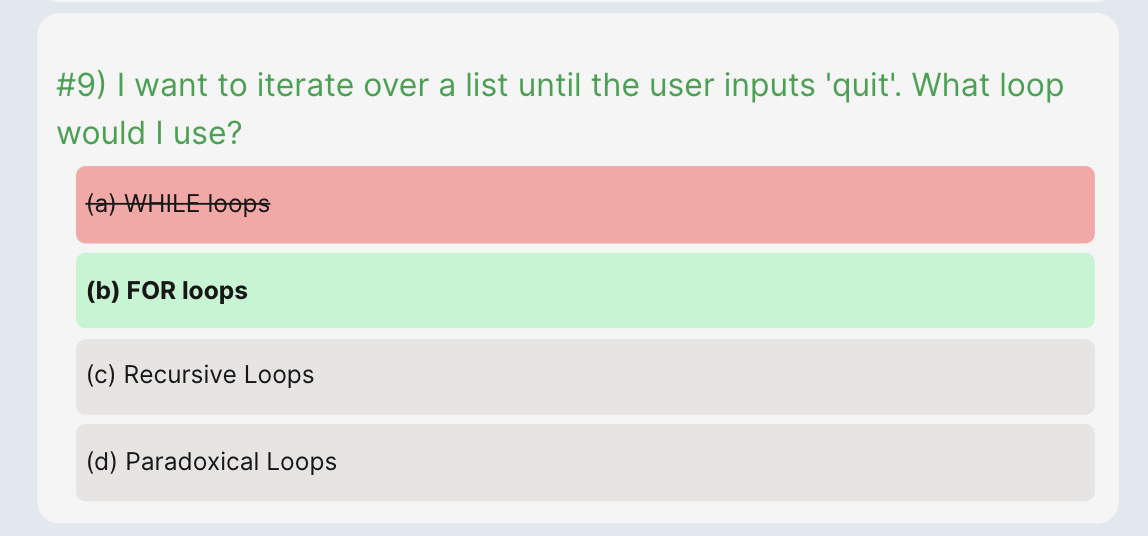 #9) I want to iterate over a list until the user inputs 'quit'. What loop
would I use?
(a) WHILE loops
(b) FOR loops
(c) Recursive Loops
(d) Paradoxical Loops